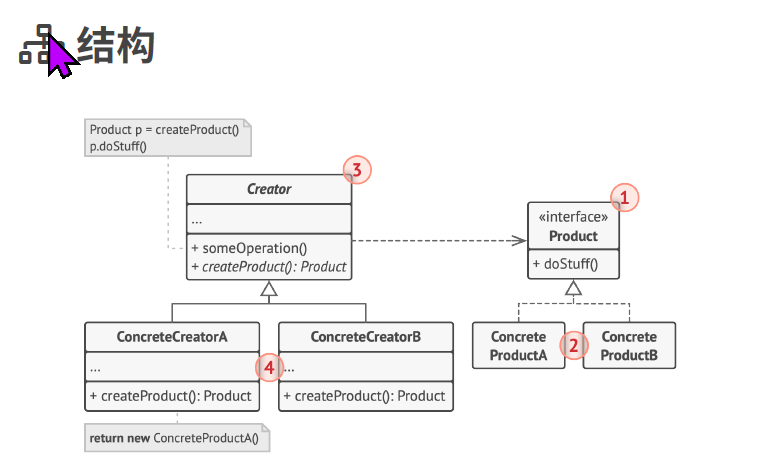 结构
Product p = createProduct()
p.doStuff()
3
Creator
...
+ someOperation()
+ createProduct(): Product
1
«interface»
Product
+ doStuff()
ConcreteCreatorA
...
+ createProduct(): Product
4
ConcreteCreatorB
...
+ createProduct(): Product
Concrete
ProductA
2
Concrete
ProductB
return new ConcreteProductA()